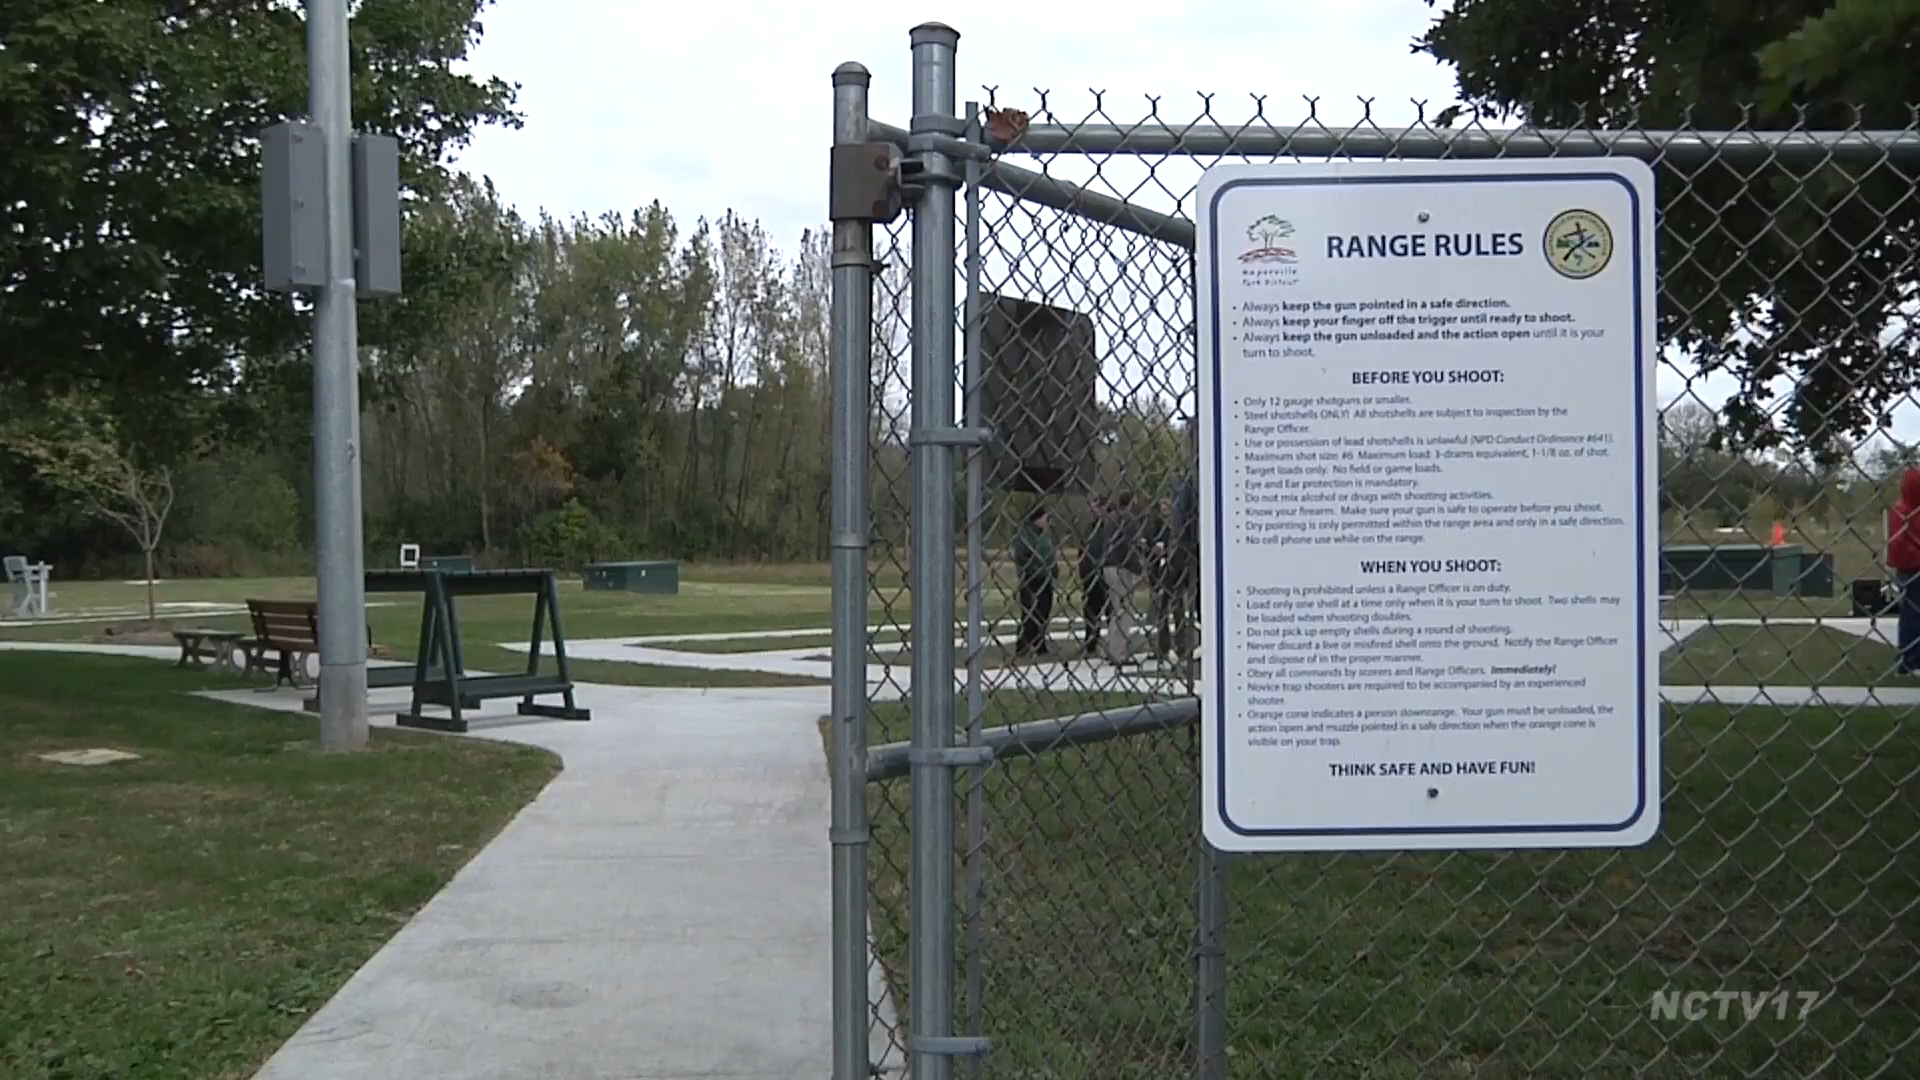 RANGE RULES
Naperville
Park District
• Always keep the gun pointed in a safe direction.
• Always keep your finger off the trigger until ready to shoot.
• Always keep the gun unloaded and the action open until it is your
turn to shoot.
BEFORE YOU SHOOT:
• Only 12 gauge shotguns or smaller.
• Steel shotshells ONLY! All shotshells are subject to inspection by the
Range Officer.
• Use or possession of lead shotshells is unlawful (NPD Conduct Ordinance #641).
• Maximum shot size: #6 Maximum load: 3-drams equivalent, 1-1/8 oz. of shot.
• Target loads only. No field or game loads.
• Eye and Ear protection is mandatory.
• Do not mix alcohol or drugs with shooting activities.
• Know your firearm. Make sure your gun is safe to operate before you shoot.
• Dry pointing is only permitted within the range area and only in a safe direction.
• No cell phone use while on the range.
WHEN YOU SHOOT:
• Shooting is prohibited unless a Range Officer is on duty.
• Load only one shell at a time only when it is your turn to shoot. Two shells may
be loaded when shooting doubles.
• Do not pick up empty shells during a round of shooting.
• Never discard a live or misfired shell onto the ground. Notify the Range Officer
and dispose of in the proper manner.
• Obey all commands by scorers and Range Officers. Immediately!
• Novice trap shooters are required to be accompanied by an experienced
shooter.
• Orange cone indicates a person downrange. Your gun must be unloaded, the
action open and muzzle pointed in a safe direction when the orange cone is
visible on your trap.
THINK SAFE AND HAVE FUN!
NCTV17